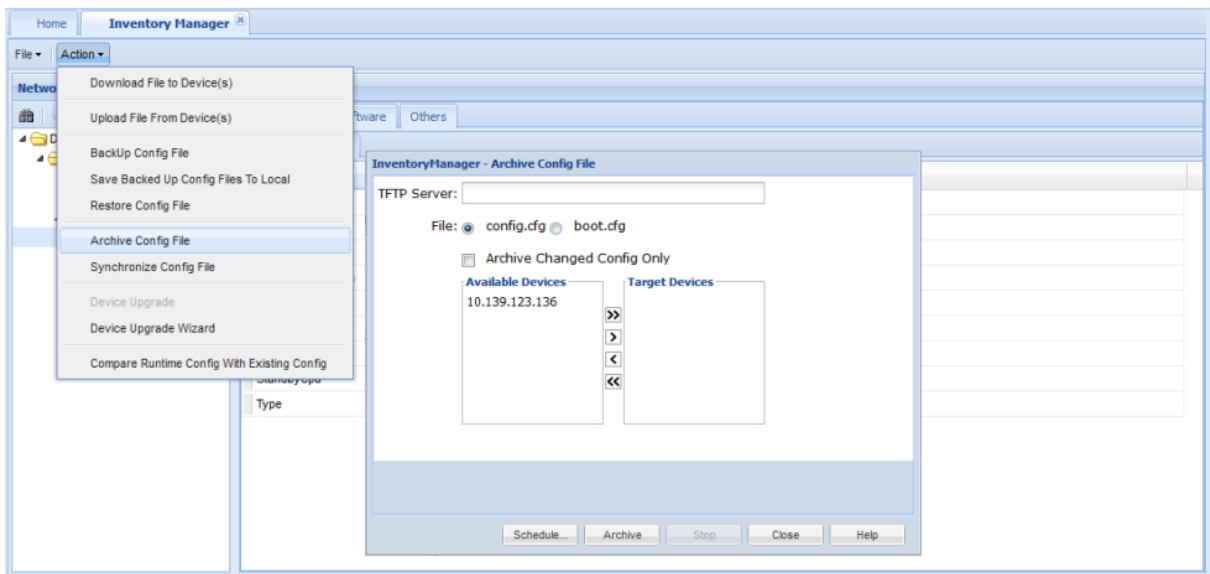 Home Inventory Manager
File Action
Download File to Device(s)
Netwo
Upload File From Device(s)
tware Others
D
BackUp Config File
InventoryManager - Archive Config File
Save Backed Up Config Files To Local
TFTP Server:
Restore Config File
File: config.cfg boot.cfg
Archive Config File
Archive Changed Config Only
Synchronize Config File
Available Devices Target Devices
10.139.123.136
Device Upgrade
Device Upgrade Wizard
Compare Runtime Config With Existing Config
StandbyCpu
Type
Schedule... Archive Stop Close Help